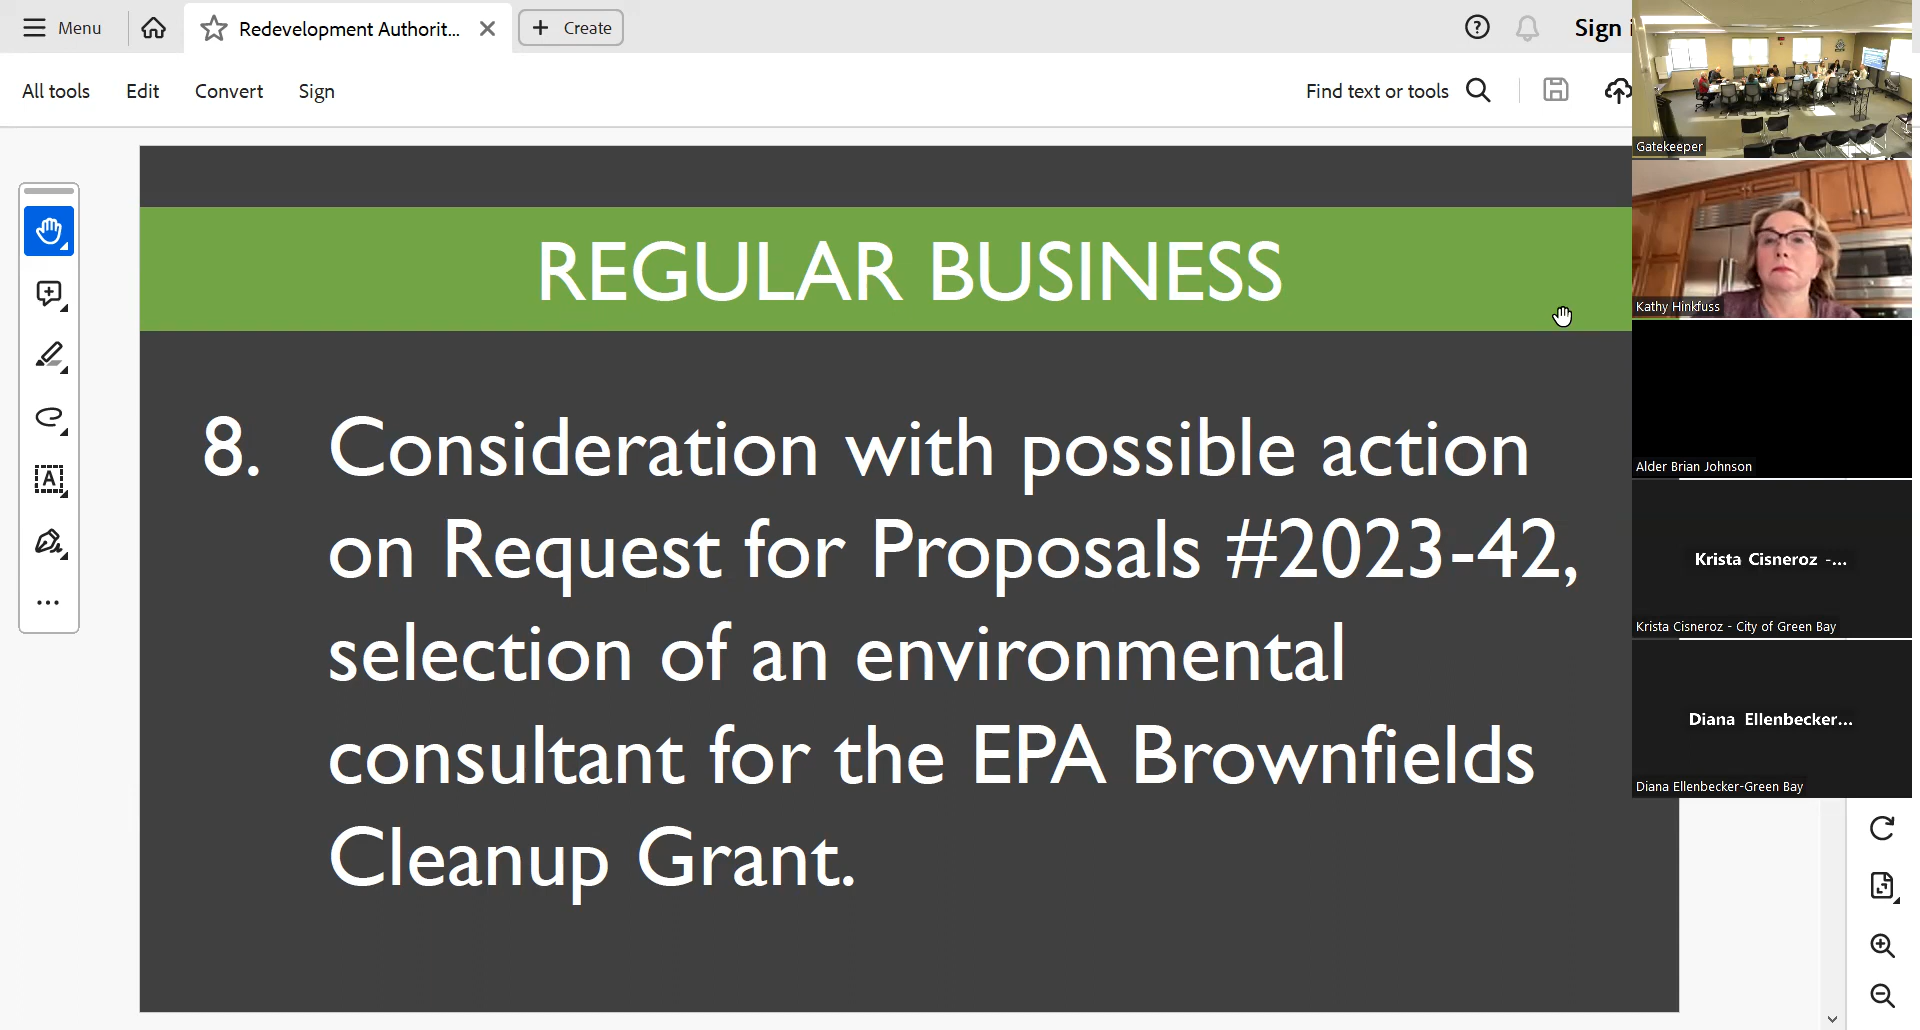 Menu
Redevelopment Authorit...
Create
Sign i
All tools
Edit
Convert
Sign
Find text or tools
REGULAR BUSINESS
8. Consideration with possible action
on Request for Proposals #2023-42,
selection of an environmental
consultant for the EPA Brownfields
Cleanup Grant.
Gatekeeper
Kathy Hinkfuss
Alder Brian Johnson
Krista Cisneroz -...
Krista Cisneroz - City of Green Bay
Diana Ellenbecker...
Diana Ellenbecker-Green Bay